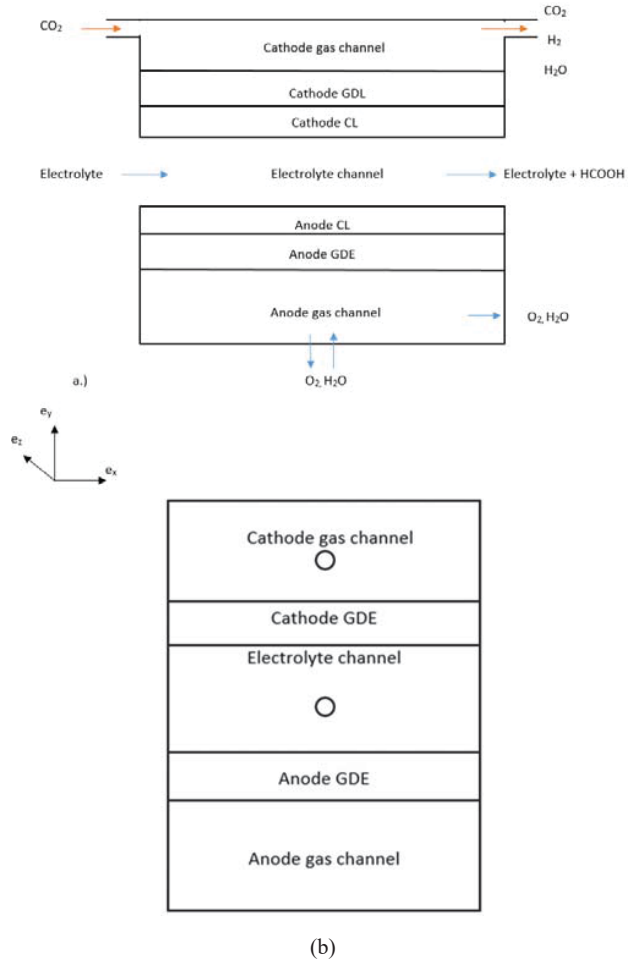 CO₂
CO₂
Cathode gas channel
H₂
H₂O
Cathode GDL
Cathode CL
Electrolyte
Electrolyte channel
Electrolyte + HCOOH
Anode CL
Anode GDE
Anode gas channel
O₂, H₂O
O₂, H₂O
a.)
eᵧ
e𝓏
eₓ
Cathode gas channel
Cathode GDE
Electrolyte channel
Anode GDE
Anode gas channel
(b)